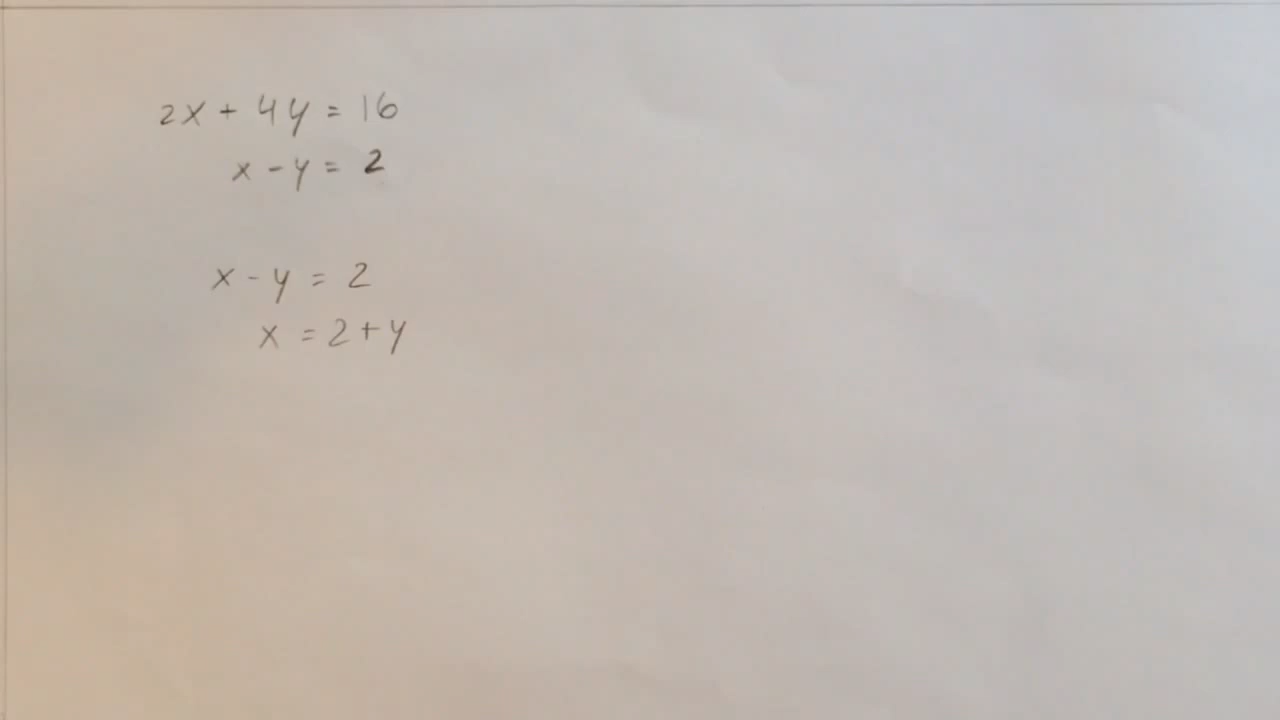 2x + 4y = 16
x - y = 2
x - y = 2
x = 2 + y